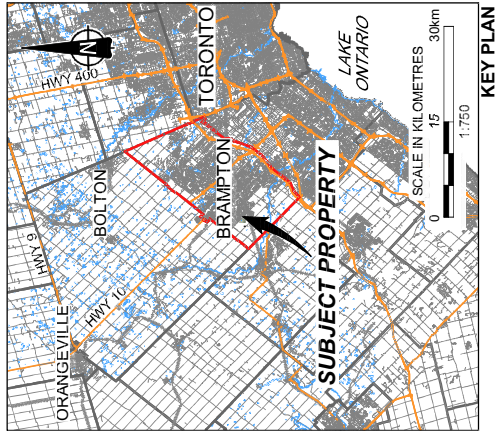 N
HWY 400
TORONTO
LAKE
ONTARIO
BOLTON
BRAMPTON
HWY 9
HWY 10
ORANGEVILLE
SUBJECT PROPERTY
SCALE IN KILOMETRES
0 15 30km
1:750
KEY PLAN